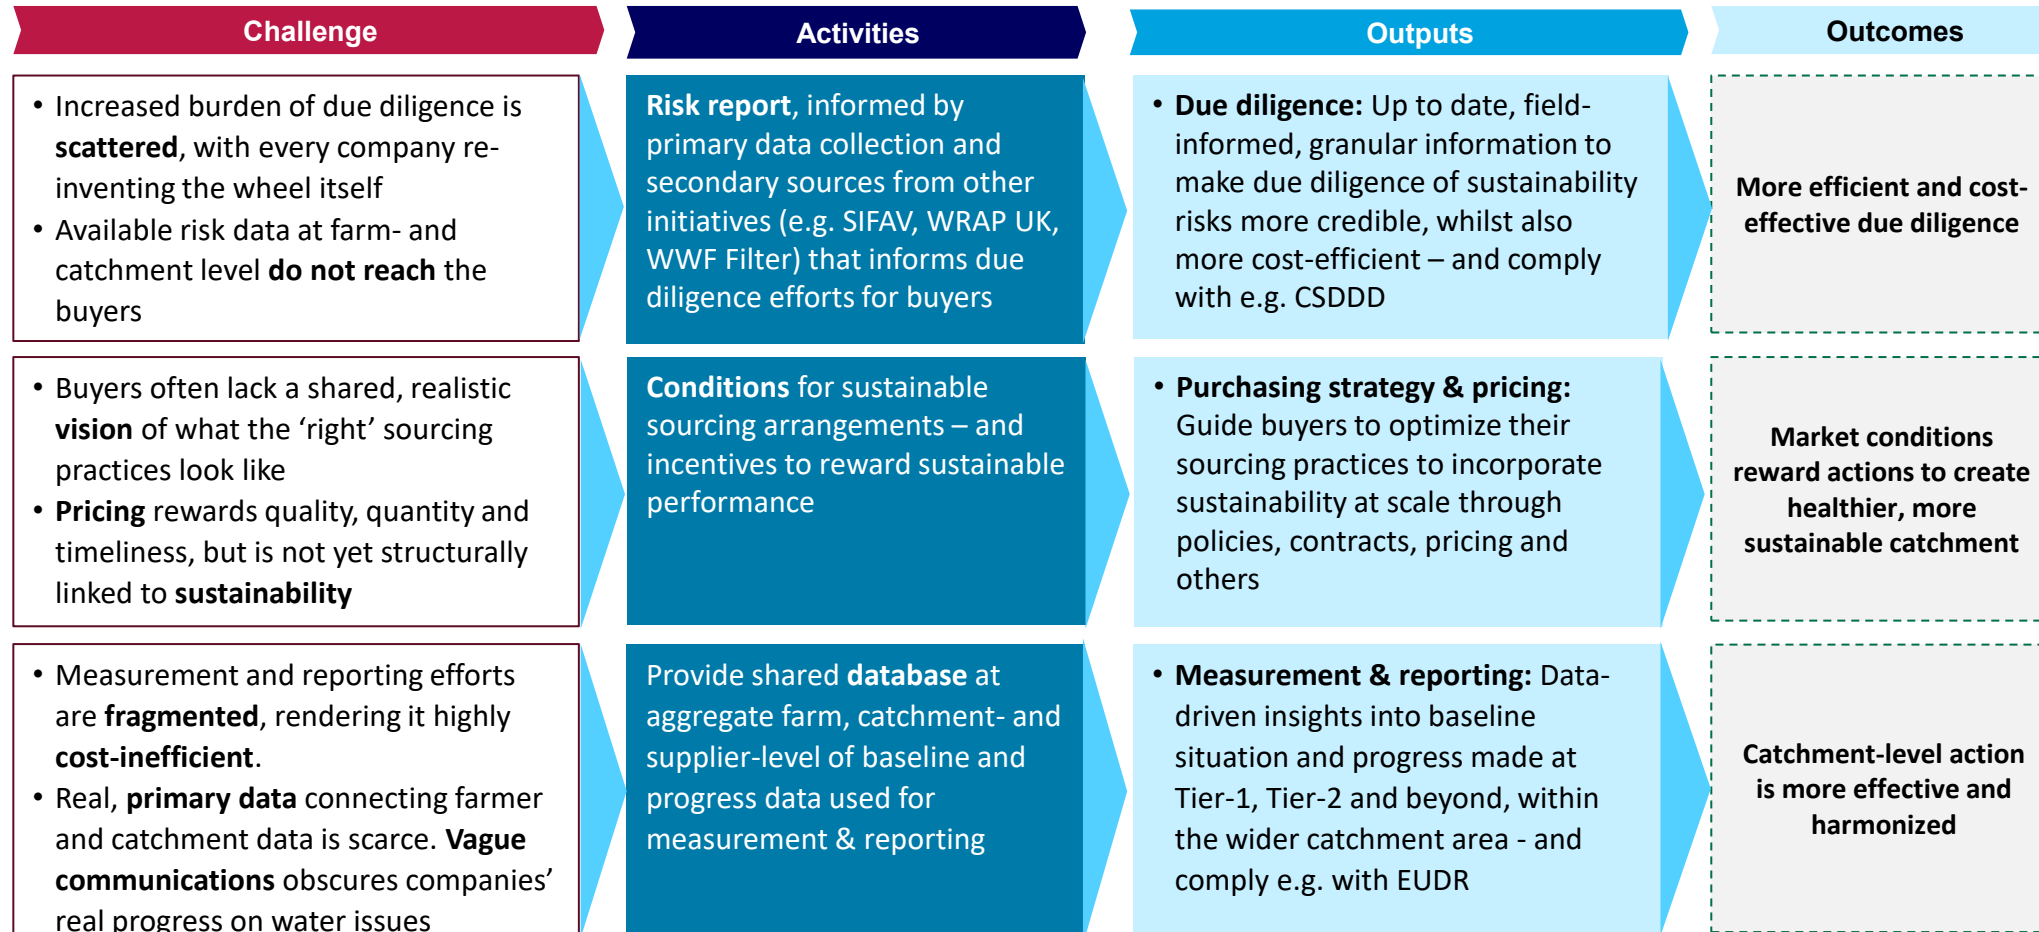 Challenge
Activities
Outputs
Outcomes
• Increased burden of due diligence is
scattered, with every company re-
inventing the wheel itself
• Available risk data at farm- and
catchment level do not reach the
buyers
Risk report, informed by
primary data collection and
secondary sources from other
initiatives (e.g. SIFAV, WRAP UK,
WWF Filter) that informs due
diligence efforts for buyers
• Due diligence: Up to date, field-
informed, granular information to
make due diligence of sustainability
risks more credible, whilst also
more cost-efficient – and comply
with e.g. CSDDD
More efficient and cost-
effective due diligence
• Buyers often lack a shared, realistic
vision of what the ‘right’ sourcing
practices look like
• Pricing rewards quality, quantity and
timeliness, but is not yet structurally
linked to sustainability
Conditions for sustainable
sourcing arrangements – and
incentives to reward sustainable
performance
• Purchasing strategy & pricing:
Guide buyers to optimize their
sourcing practices to incorporate
sustainability at scale through
policies, contracts, pricing and
others
Market conditions
reward actions to create
healthier, more
sustainable catchment
• Measurement and reporting efforts
are fragmented, rendering it highly
cost-inefficient.
• Real, primary data connecting farmer
and catchment data is scarce. Vague
communications obscures companies’
real progress on water issues
Provide shared database at
aggregate farm, catchment- and
supplier-level of baseline and
progress data used for
measurement & reporting
• Measurement & reporting: Data-
driven insights into baseline
situation and progress made at
Tier-1, Tier-2 and beyond, within
the wider catchment area - and
comply e.g. with EUDR
Catchment-level action
is more effective and
harmonized